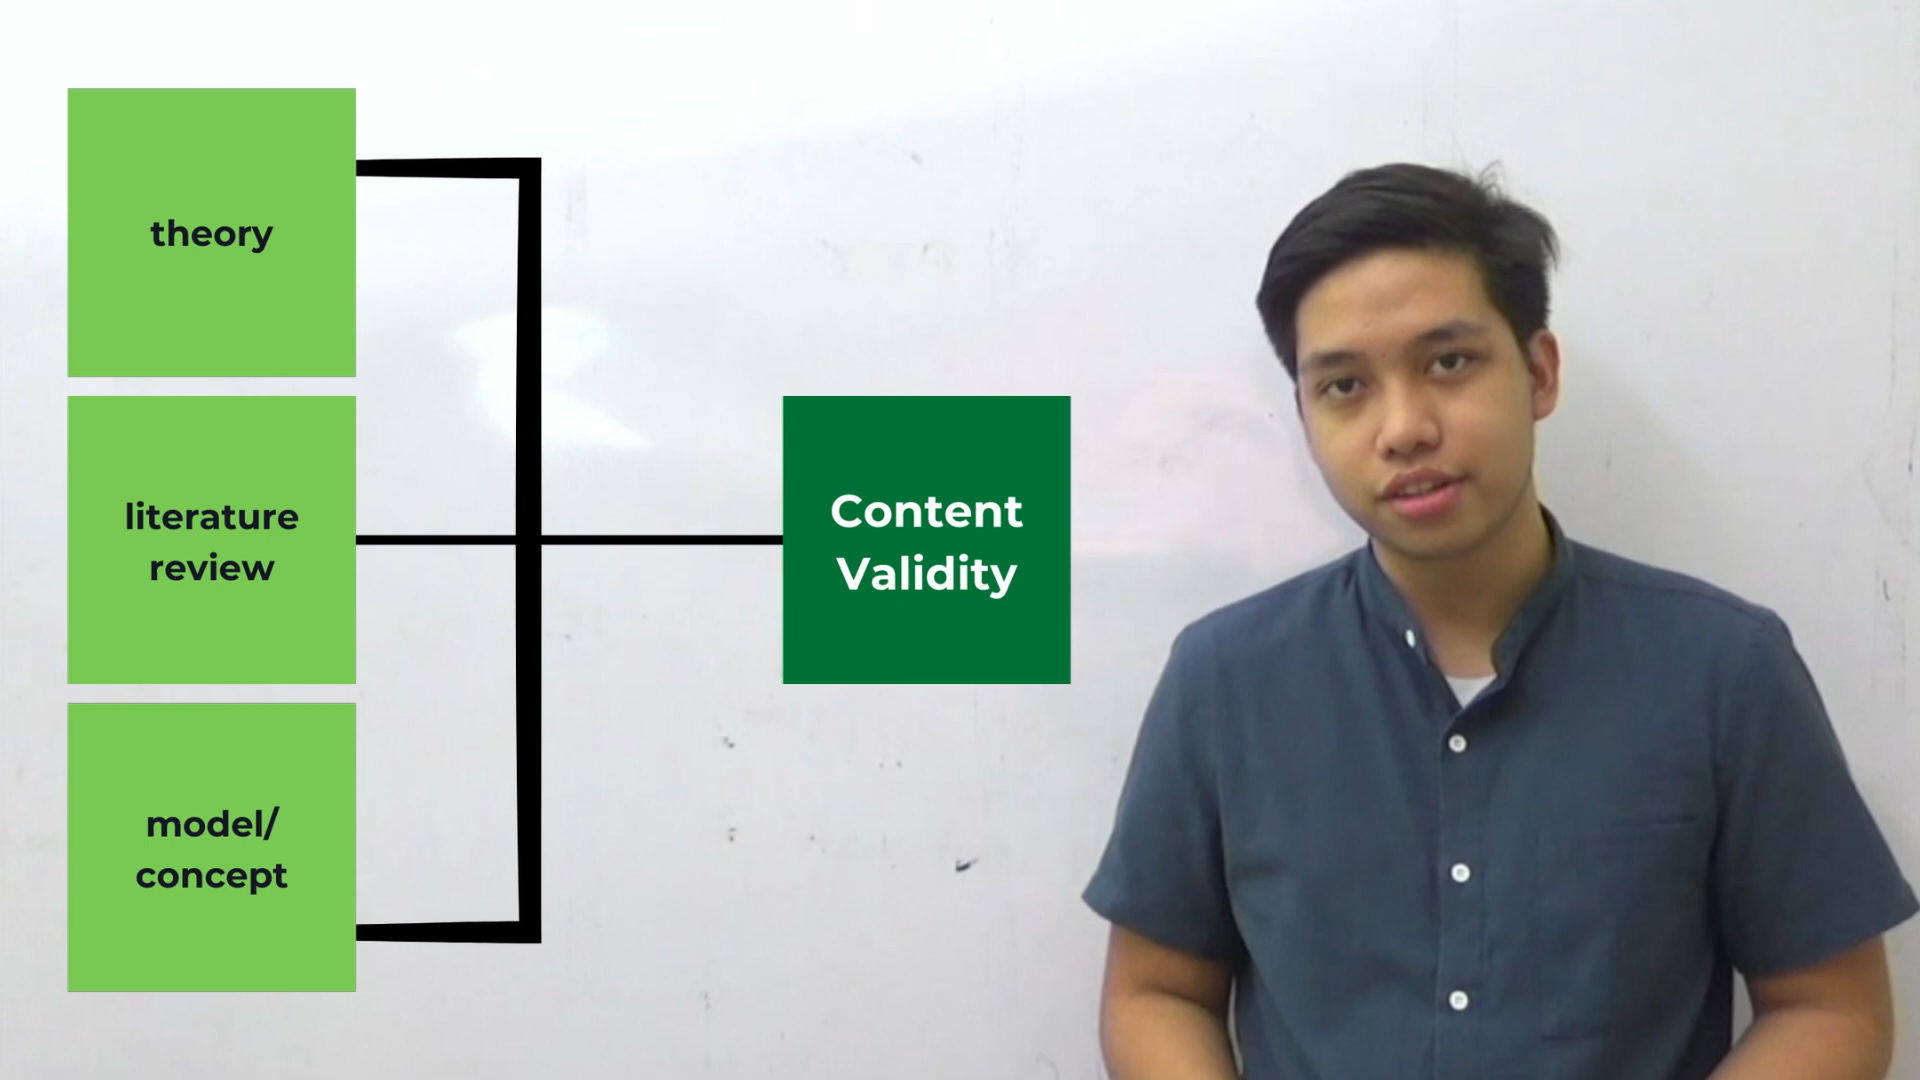 theory
literature
review
model/
concept
Content
Validity